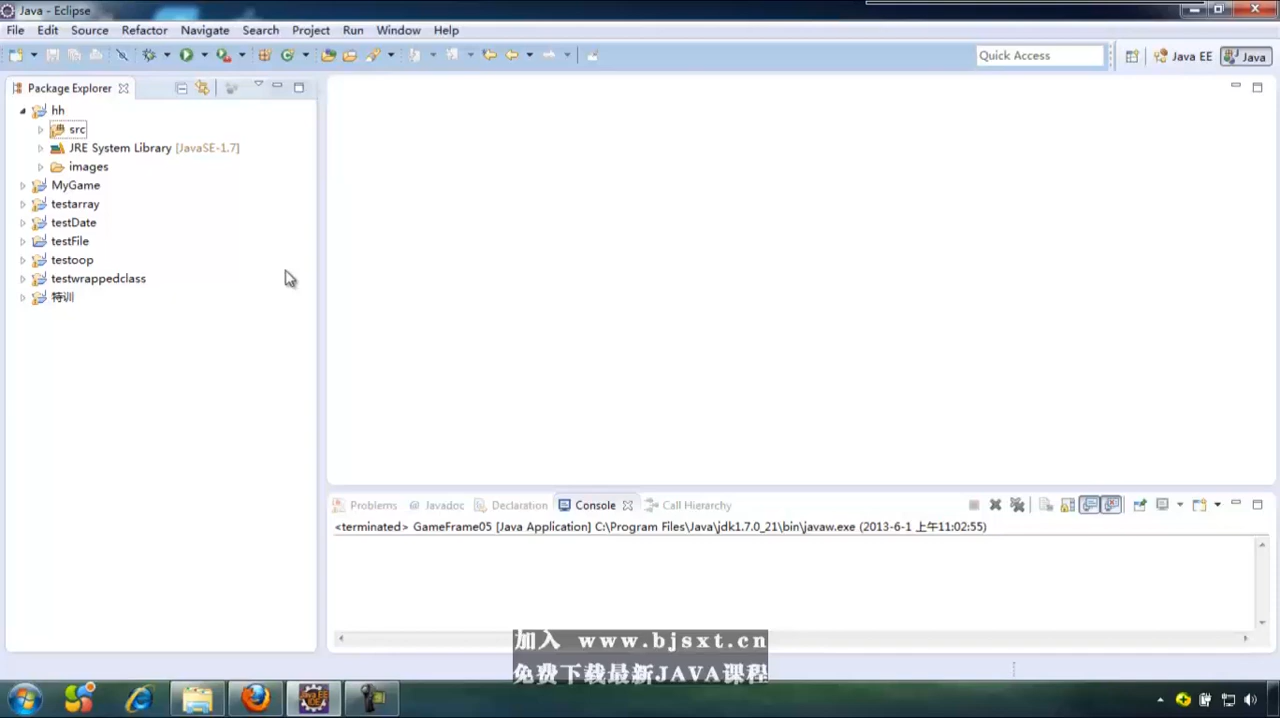 Java - Eclipse
File Edit Source Refactor Navigate Search Project Run Window Help
Quick Access
Java EE
Java
Package Explorer
hh
src
JRE System Library [JavaSE-1.7]
images
MyGame
testarray
testDate
testFile
testoop
testwrappedclass
特训
Problems @ Javadoc Declaration Console Call Hierarchy
<terminated> GameFrame05 [Java Application] C:\Program Files\Java\jdk1.7.0_21\bin\javaw.exe (2013-6-1 上午11:02:55)
加入 www.bjsxt.cn
免费下载最新JAVA课程